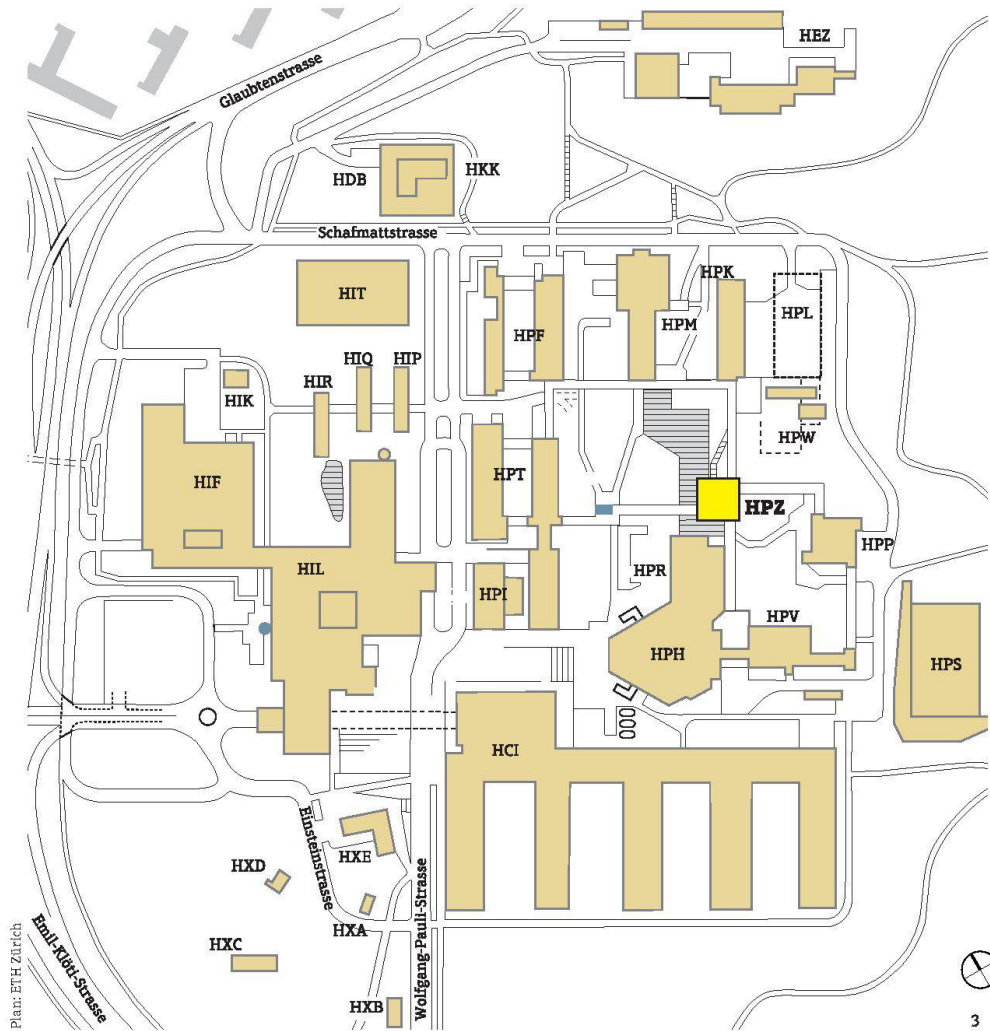 HEZ
Glaubtenstrasse
HDB
HKK
Schafmattstrasse
HIT
HPF
HPM
HPK
HPL
HIQ
HIP
HIR
HIK
HPW
HIF
HPT
HPZ
HPP
HIL
HPI
HPR
HPV
HPH
HPS
HCI
Einsteinstrasse
HXE
HXD
HXA
Wolfgang-Pauli-Strasse
Emil-Klöti-Strasse
HXC
HXB
Plan: ETH Zürich
3